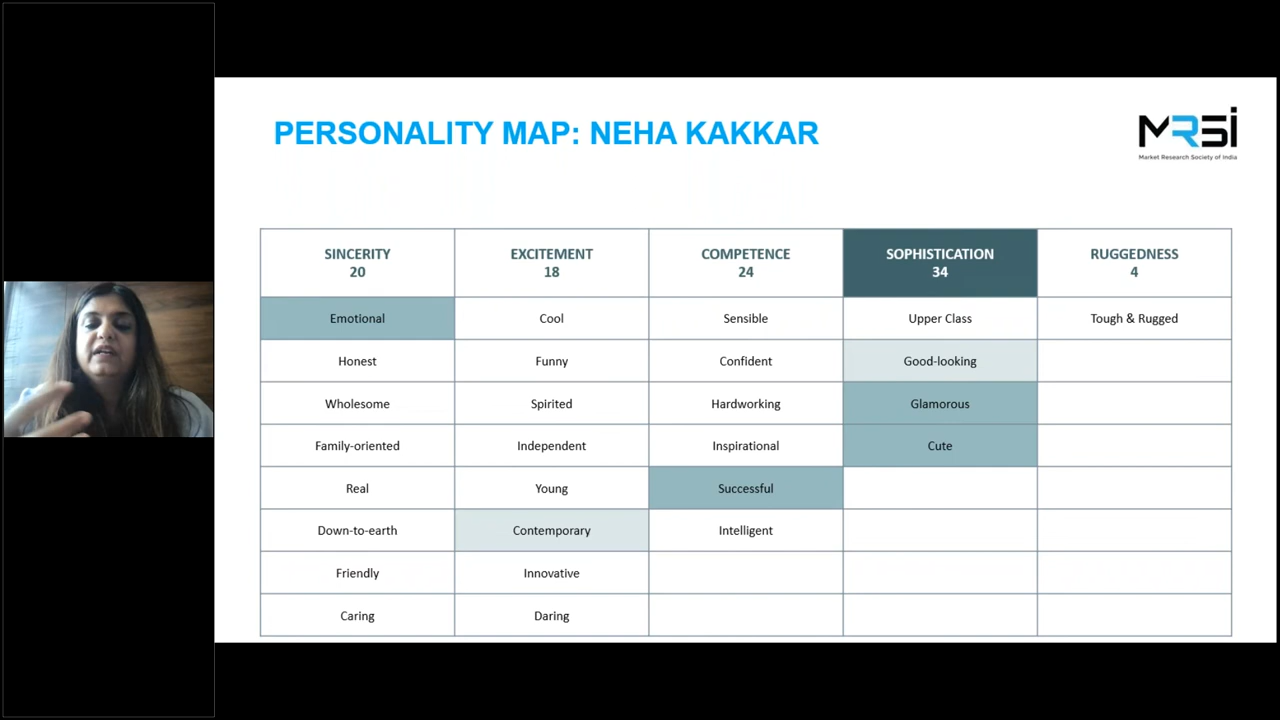 PERSONALITY MAP: NEHA KAKKAR
MRSI
Market Research Society of India
SINCERITY EXCITEMENT COMPETENCE SOPHISTICATION RUGGEDNESS
20 18 24 34 4
Emotional Cool Sensible Upper Class Tough & Rugged
Honest Funny Confident Good-looking
Wholesome Spirited Hardworking Glamorous
Family-oriented Independent Inspirational Cute
Real Young Successful
Down-to-earth Contemporary Intelligent
Friendly Innovative
Caring Daring